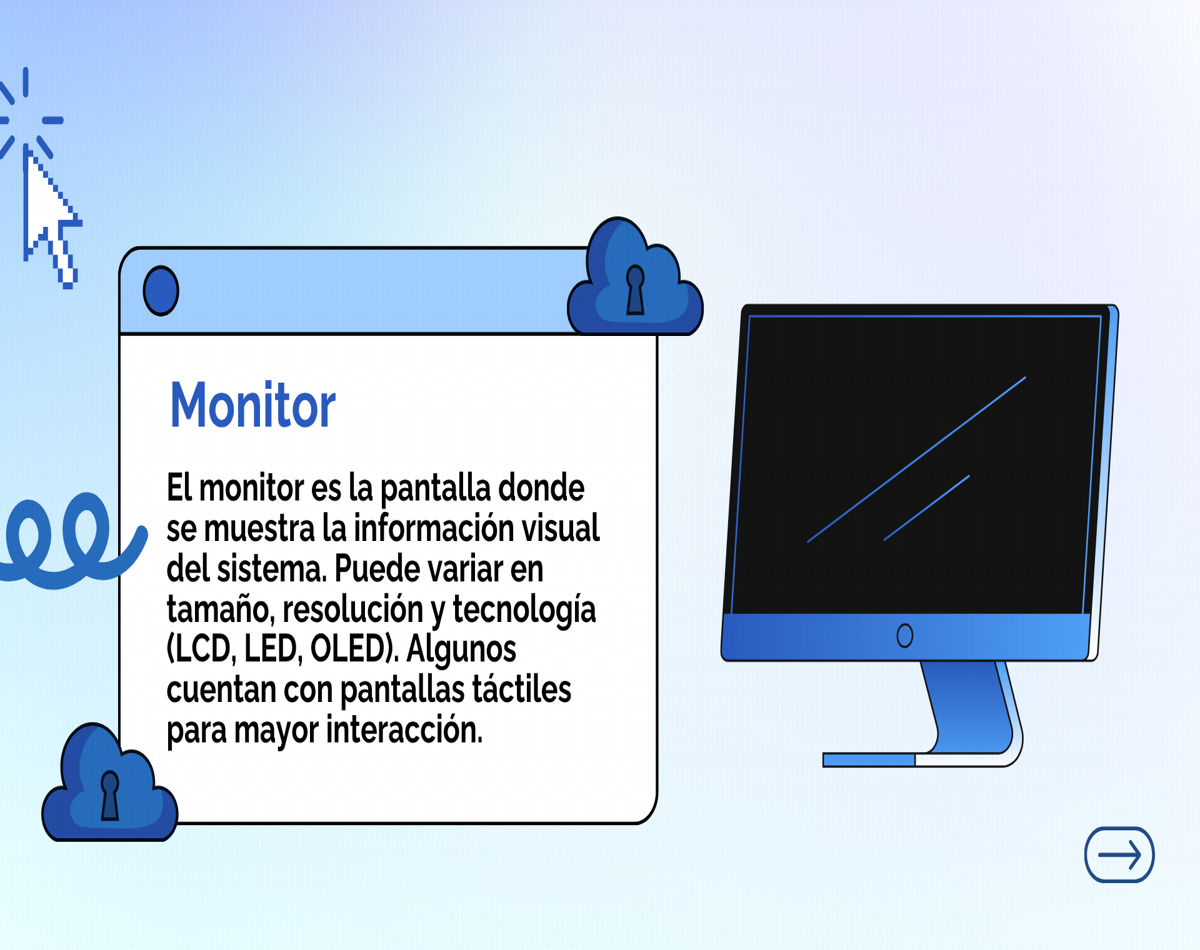 Monitor
El monitor es la pantalla donde
se muestra la información visual
del sistema. Puede variar en
tamaño, resolución y tecnología
(LCD, LED, OLED). Algunos
cuentan con pantallas táctiles
para mayor interacción.